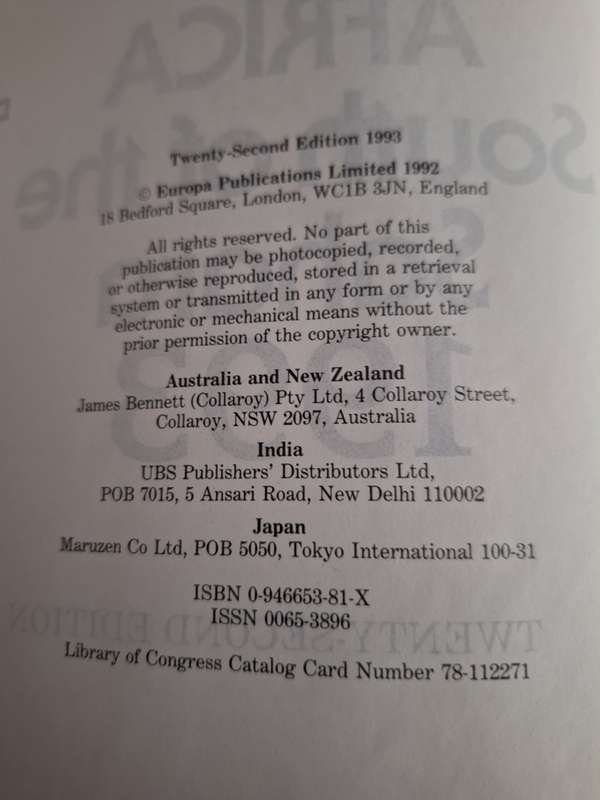 Twenty-Second Edition 1993
© Europa Publications Limited 1992
18 Bedford Square, London, WC1B 3JN, England
All rights reserved. No part of this
publication may be photocopied, recorded,
or otherwise reproduced, stored in a retrieval
system or transmitted in any form or by any
electronic or mechanical means without the
prior permission of the copyright owner.
Australia and New Zealand
James Bennett (Collaroy) Pty Ltd, 4 Collaroy Street,
Collaroy, NSW 2097, Australia
India
UBS Publishers' Distributors Ltd,
POB 7015, 5 Ansari Road, New Delhi 110002
Japan
Maruzen Co Ltd, POB 5050, Tokyo International 100-31
ISBN 0-946653-81-X
ISSN 0065-3896
Library of Congress Catalog Card Number 78-112271